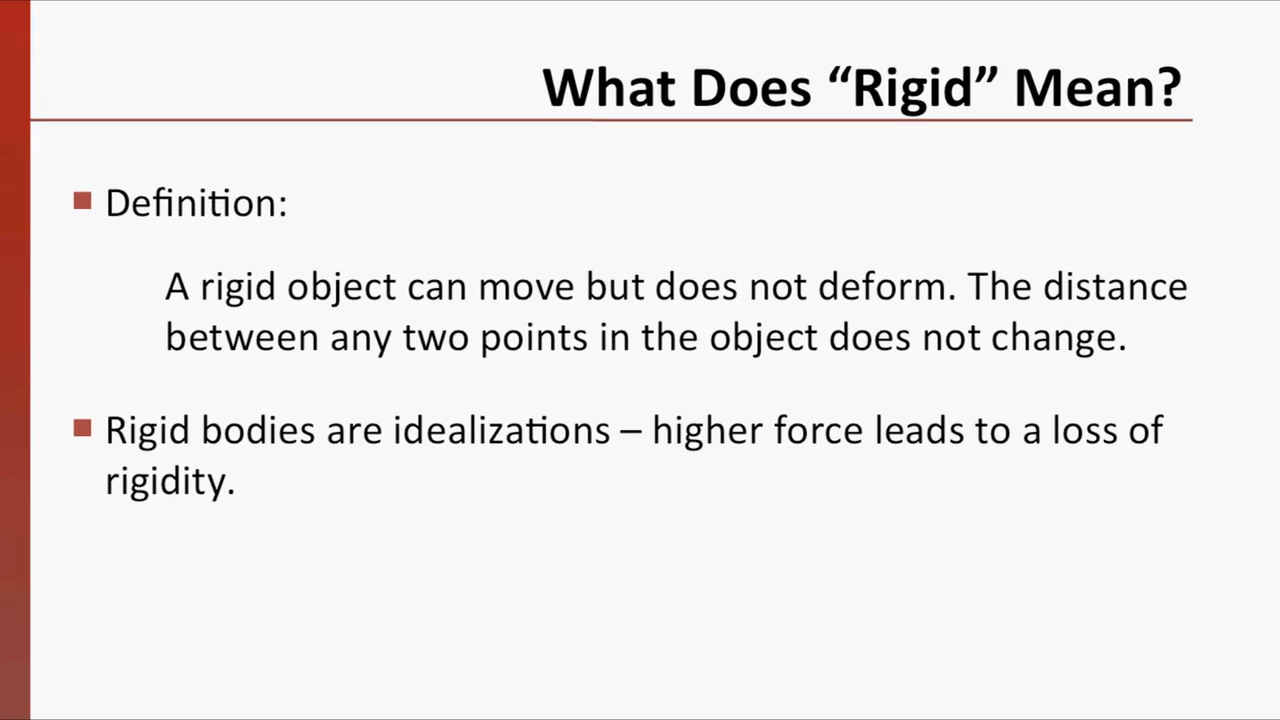 What Does “Rigid” Mean?
Definition:
A rigid object can move but does not deform. The distance
between any two points in the object does not change.
Rigid bodies are idealizations – higher force leads to a loss of
rigidity.